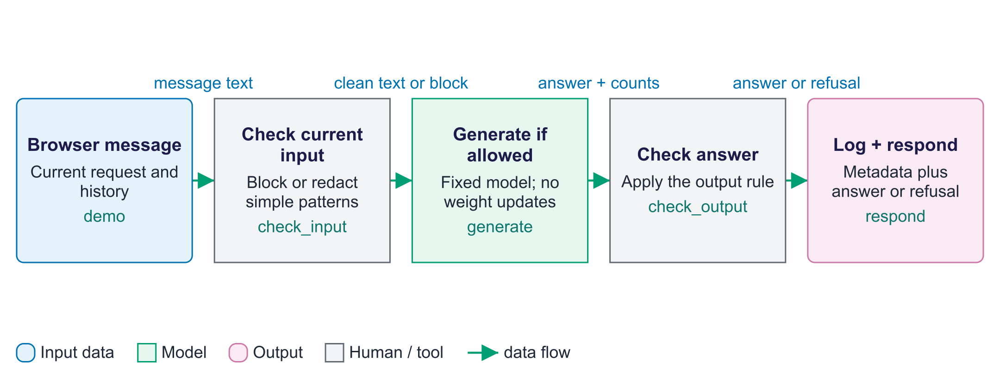 message text
clean text or block
answer + counts
answer or refusal
Browser message
Current request and
history
demo
Check current
input
Block or redact
simple patterns
check_input
Generate if
allowed
Fixed model; no
weight updates
generate
Check answer
Apply the output rule
check_output
Log + respond
Metadata plus
answer or refusal
respond
Input data
Model
Output
Human / tool
data flow